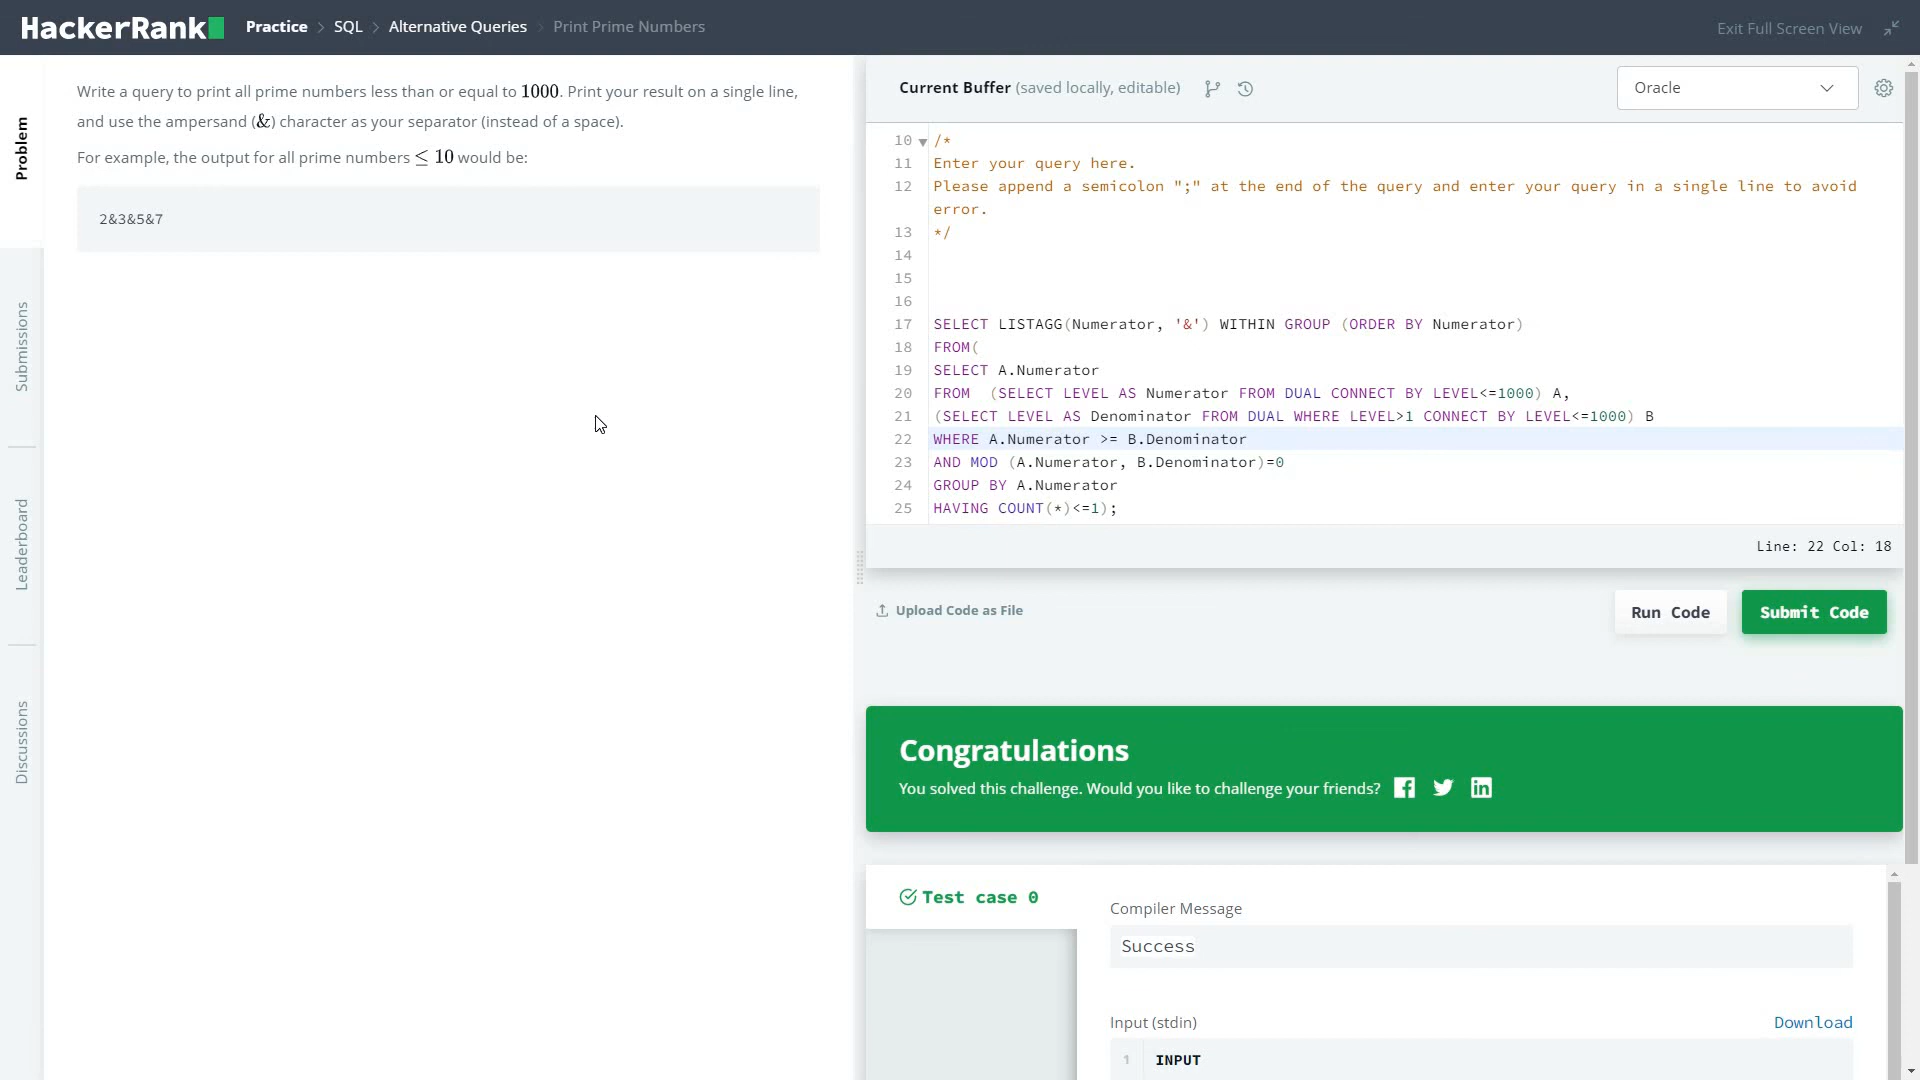 HackerRank
Practice > SQL > Alternative Queries > Print Prime Numbers
Exit Full Screen View
Problem
Submissions
Leaderboard
Discussions
Write a query to print all prime numbers less than or equal to 1000. Print your result on a single line,
and use the ampersand (&) character as your separator (instead of a space).
For example, the output for all prime numbers ≤ 10 would be:
2&3&5&7
Current Buffer (saved locally, editable)
Oracle
10 /*
11 Enter your query here.
12 Please append a semicolon ";" at the end of the query and enter your query in a single line to avoid
error.
13 */
14
15
16
17 SELECT LISTAGG(Numerator, '&') WITHIN GROUP (ORDER BY Numerator)
18 FROM(
19 SELECT A.Numerator
20 FROM  (SELECT LEVEL AS Numerator FROM DUAL CONNECT BY LEVEL<=1000) A,
21 (SELECT LEVEL AS Denominator FROM DUAL WHERE LEVEL>1 CONNECT BY LEVEL<=1000) B
22 WHERE A.Numerator >= B.Denominator
23 AND MOD (A.Numerator, B.Denominator)=0
24 GROUP BY A.Numerator
25 HAVING COUNT(*)<=1);
Line: 22 Col: 18
Upload Code as File
Run Code
Submit Code
Congratulations
You solved this challenge. Would you like to challenge your friends?
Test case 0
Compiler Message
Success
Input (stdin)
Download
1 INPUT